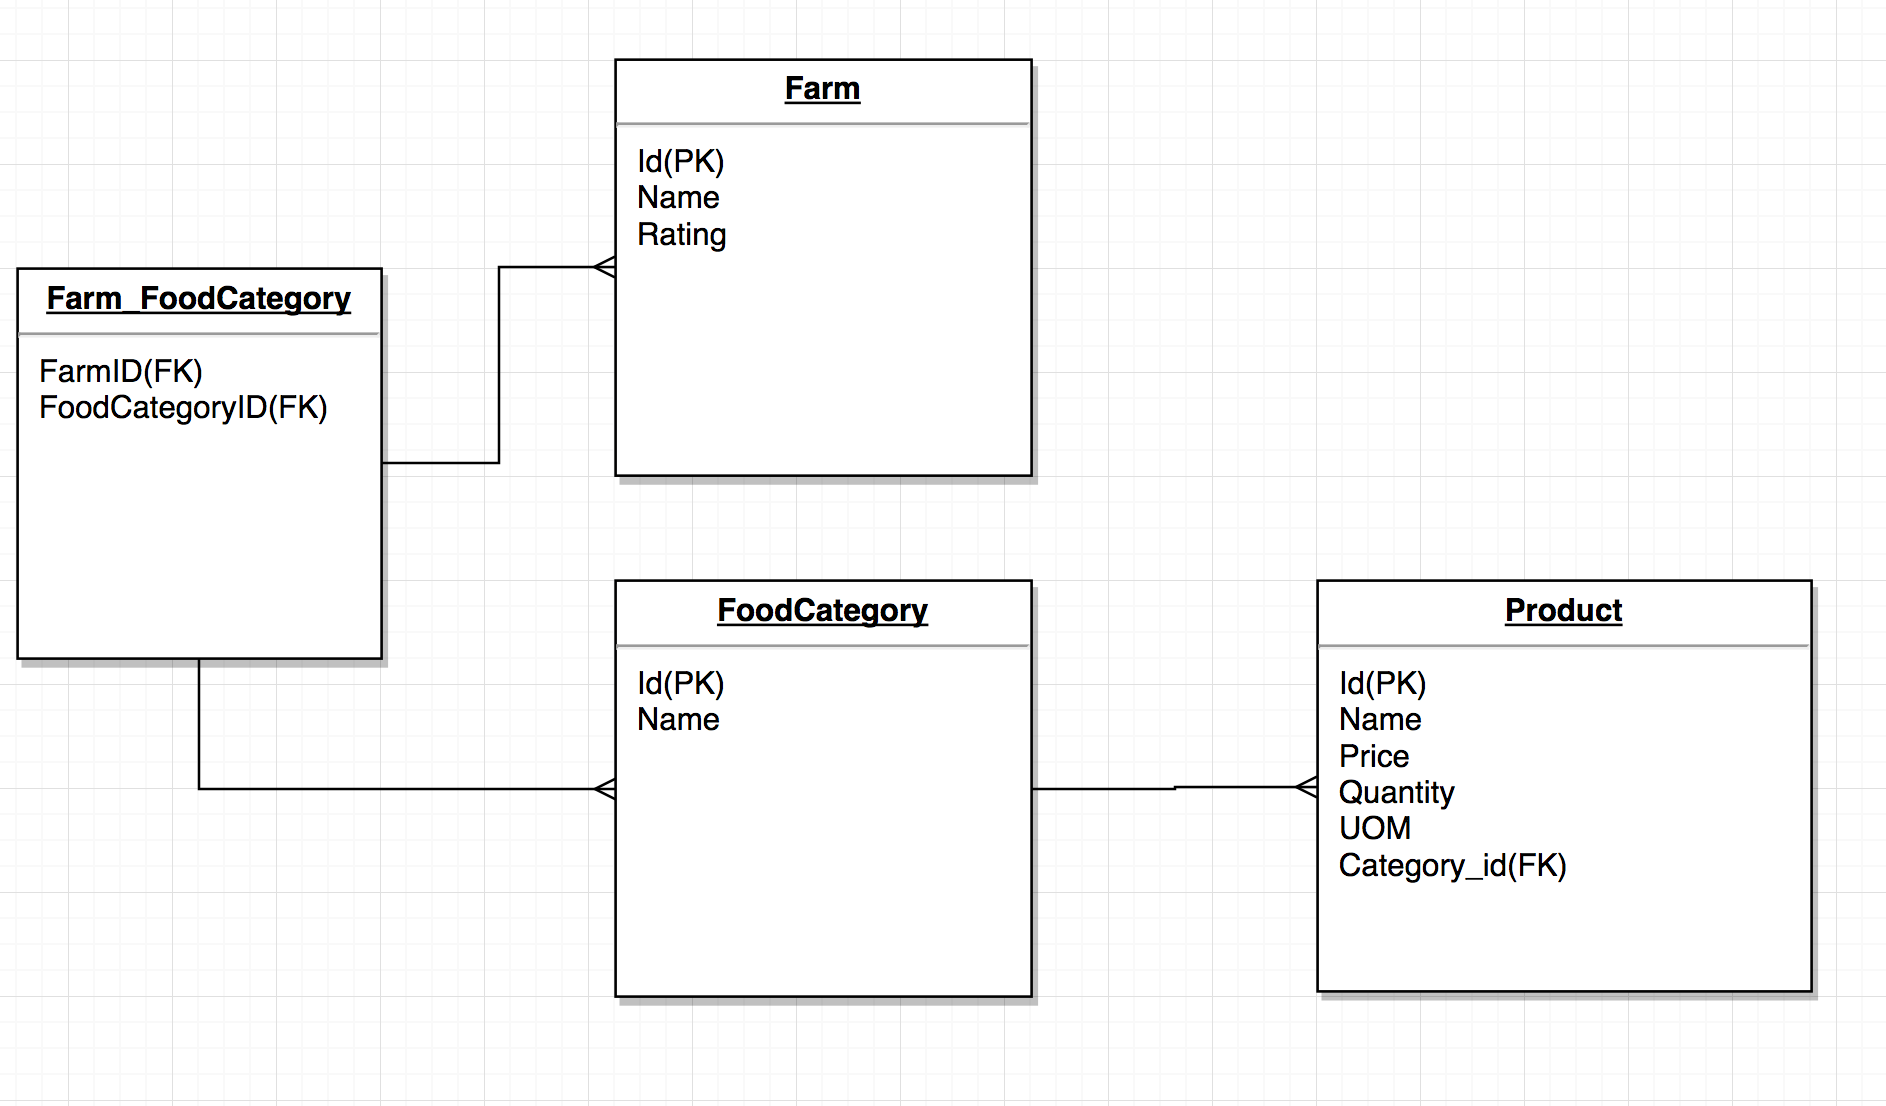 Farm
Id(PK)
Name
Rating
Farm_FoodCategory
FarmID(FK)
FoodCategoryID(FK)
FoodCategory
Id(PK)
Name
Product
Id(PK)
Name
Price
Quantity
UOM
Category_id(FK)